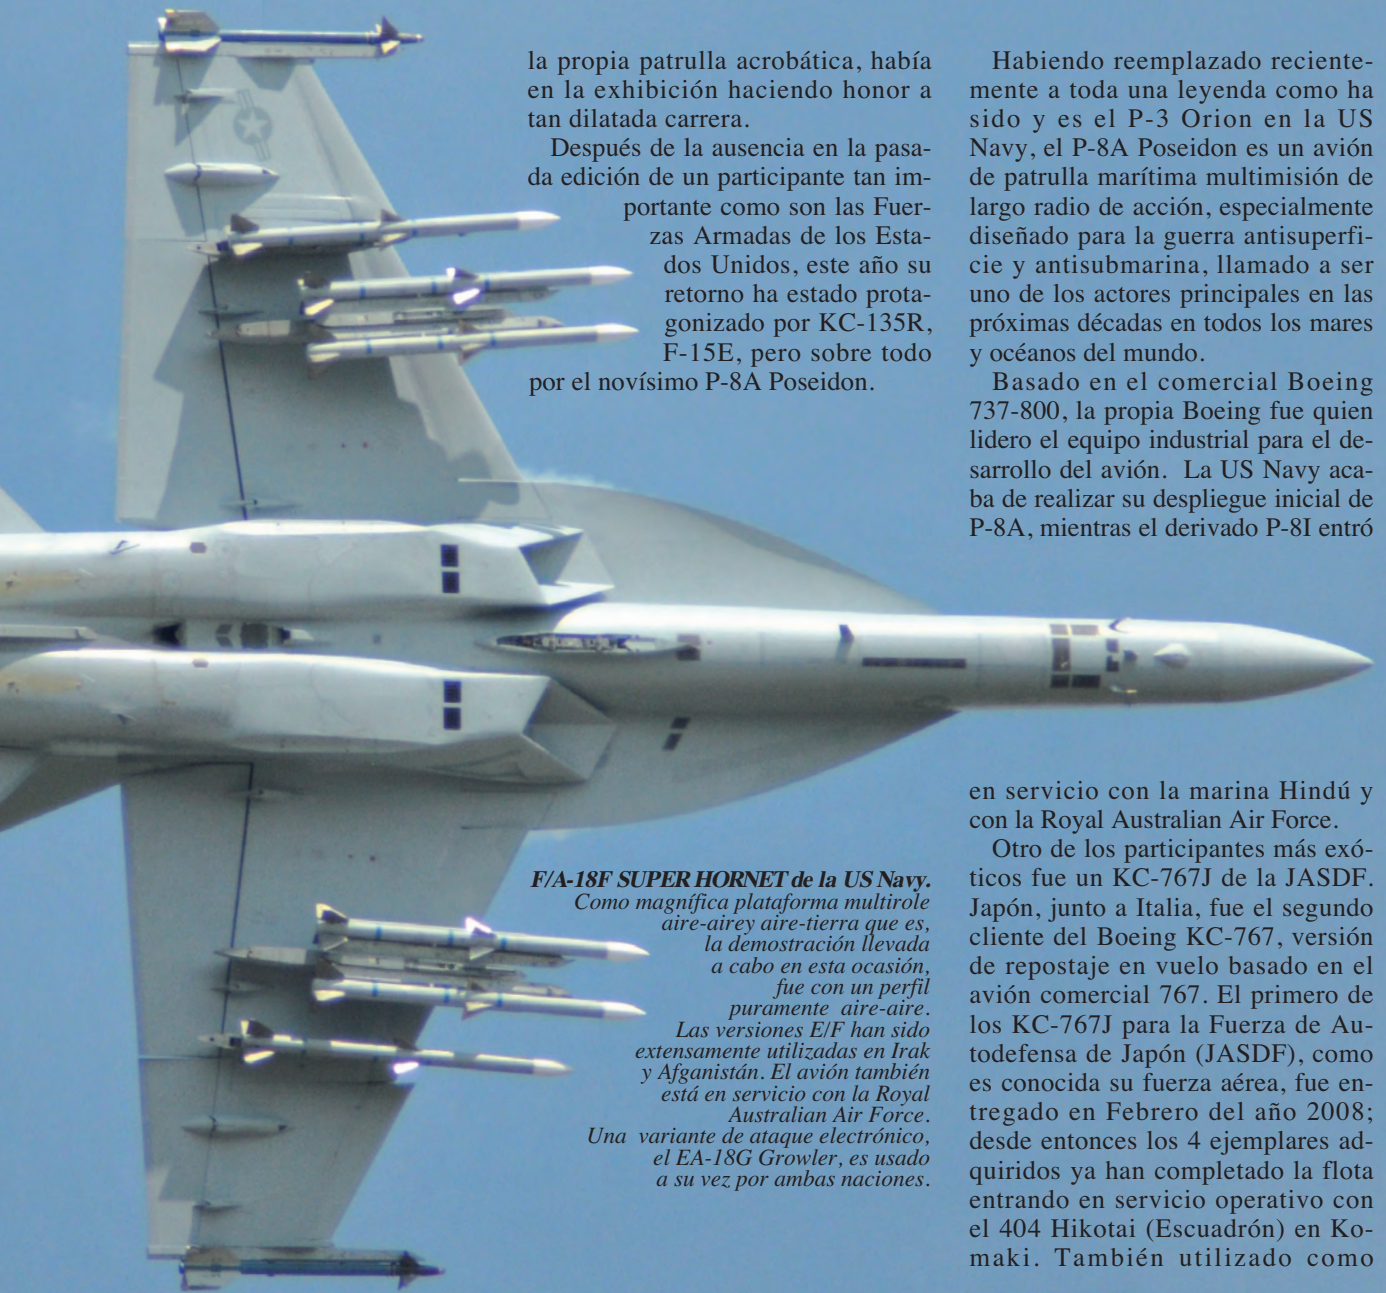 la propia patrulla acrobática, había
en la exhibición haciendo honor a
tan dilatada carrera.
Después de la ausencia en la pasa-
da edición de un participante tan im-
portante como son las Fuer-
zas Armadas de los Esta-
dos Unidos, este año su
retorno ha estado prota-
gonizado por KC-135R,
F-15E, pero sobre todo
por el novísimo P-8A Poseidon.
Habiendo reemplazado reciente-
mente a toda una leyenda como ha
sido y es el P-3 Orion en la US
Navy, el P-8A Poseidon es un avión
de patrulla marítima multimisión de
largo radio de acción, especialmente
diseñado para la guerra antisuperfi-
cie y antisubmarina, llamado a ser
uno de los actores principales en las
próximas décadas en todos los mares
y océanos del mundo.
Basado en el comercial Boeing
737-800, la propia Boeing fue quien
lidero el equipo industrial para el de-
sarrollo del avión. La US Navy aca-
ba de realizar su despliegue inicial de
P-8A, mientras el derivado P-8I entró
en servicio con la marina Hindú y
con la Royal Australian Air Force.
Otro de los participantes más exó-
ticos fue un KC-767J de la JASDF.
Japón, junto a Italia, fue el segundo
cliente del Boeing KC-767, versión
de repostaje en vuelo basado en el
avión comercial 767. El primero de
los KC-767J para la Fuerza de Au-
todefensa de Japón (JASDF), como
es conocida su fuerza aérea, fue en-
tregado en Febrero del año 2008;
desde entonces los 4 ejemplares ad-
quiridos ya han completado la flota
entrando en servicio operativo con
el 404 Hikotai (Escuadrón) en Ko-
maki. También utilizado como
F/A-18F SUPER HORNET de la US Navy.
Como magnífica plataforma multirole
aire-airey aire-tierra que es,
la demostración llevada
a cabo en esta ocasión,
fue con un perfil
puramente aire-aire.
Las versiones E/F han sido
extensamente utilizadas en Irak
y Afganistán. El avión también
está en servicio con la Royal
Australian Air Force.
Una variante de ataque electrónico,
el EA-18G Growler, es usado
a su vez por ambas naciones.